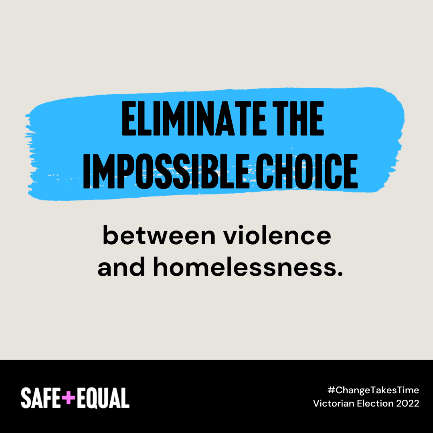 ELIMINATE THE
IMPOSSIBLE CHOICE
between violence
and homelessness.
SAFE+EQUAL
#ChangeTakesTime
Victorian Election 2022